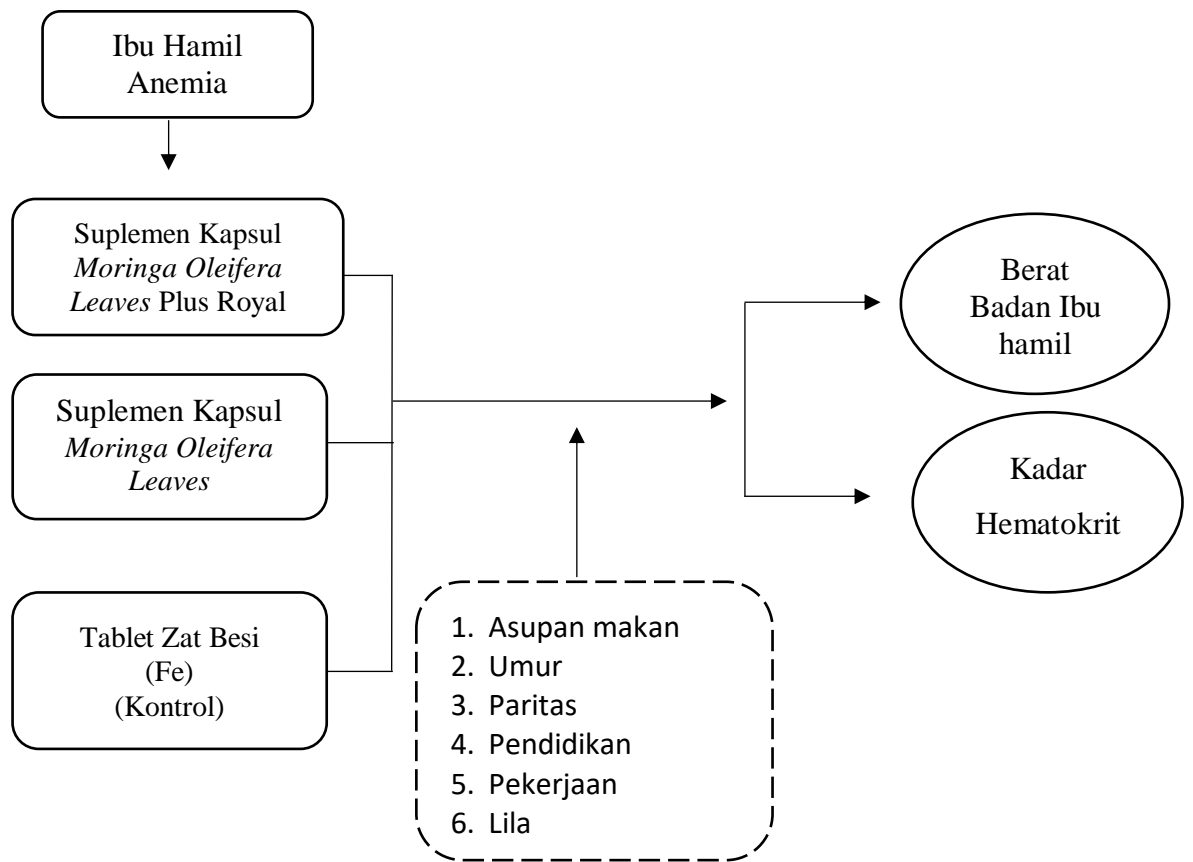 Ibu Hamil
Anemia
Suplemen Kapsul
Moringa Oleifera
Leaves Plus Royal
Suplemen Kapsul
Moringa Oleifera
Leaves
Tablet Zat Besi
(Fe)
(Kontrol)
1. Asupan makan
2. Umur
3. Paritas
4. Pendidikan
5. Pekerjaan
6. Lila
Berat
Badan Ibu
hamil
Kadar
Hematokrit